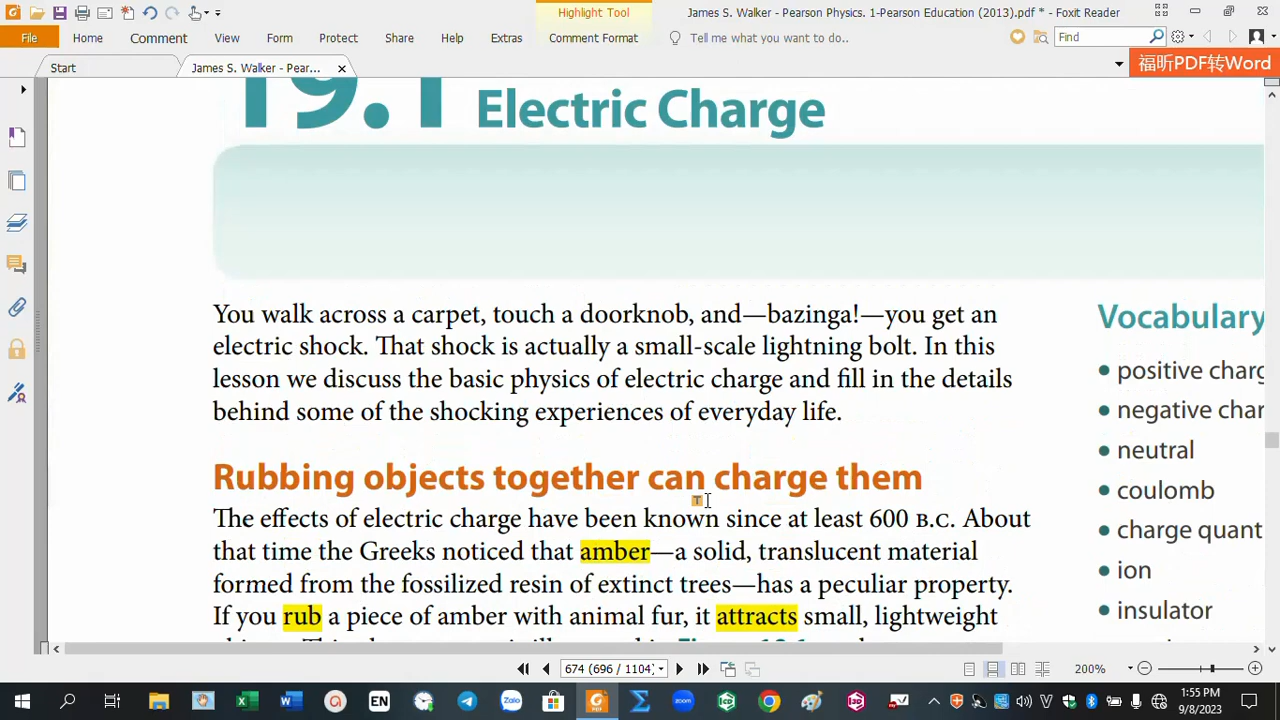 Highlight Tool
James S. Walker - Pearson Physics. 1-Pearson Education (2013).pdf * - Foxit Reader
File Home Comment View Form Protect Share Help Extras Comment Format Tell me what you want to do.. Find
Start James S. Walker - Pear... 福昕PDF转Word
19.1 Electric Charge
You walk across a carpet, touch a doorknob, and—bazinga!—you get an
electric shock. That shock is actually a small-scale lightning bolt. In this
lesson we discuss the basic physics of electric charge and fill in the details
behind some of the shocking experiences of everyday life.
Rubbing objects together can charge them
The effects of electric charge have been known since at least 600 B.C. About
that time the Greeks noticed that amber—a solid, translucent material
formed from the fossilized resin of extinct trees—has a peculiar property.
If you rub a piece of amber with animal fur, it attracts small, lightweight
Vocabulary
• positive charg
• negative char
• neutral
• coulomb
• charge quant
• ion
• insulator
674 (696 / 1104) 200%
EN Zalo zoom
1:55 PM
9/8/2023